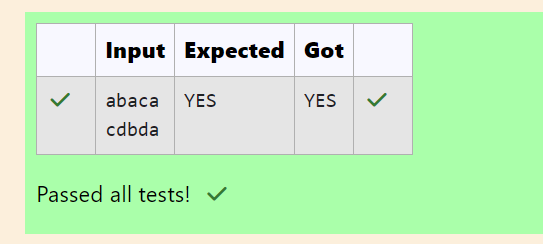 Input Expected Got
abaca YES YES
cdbda
Passed all tests!